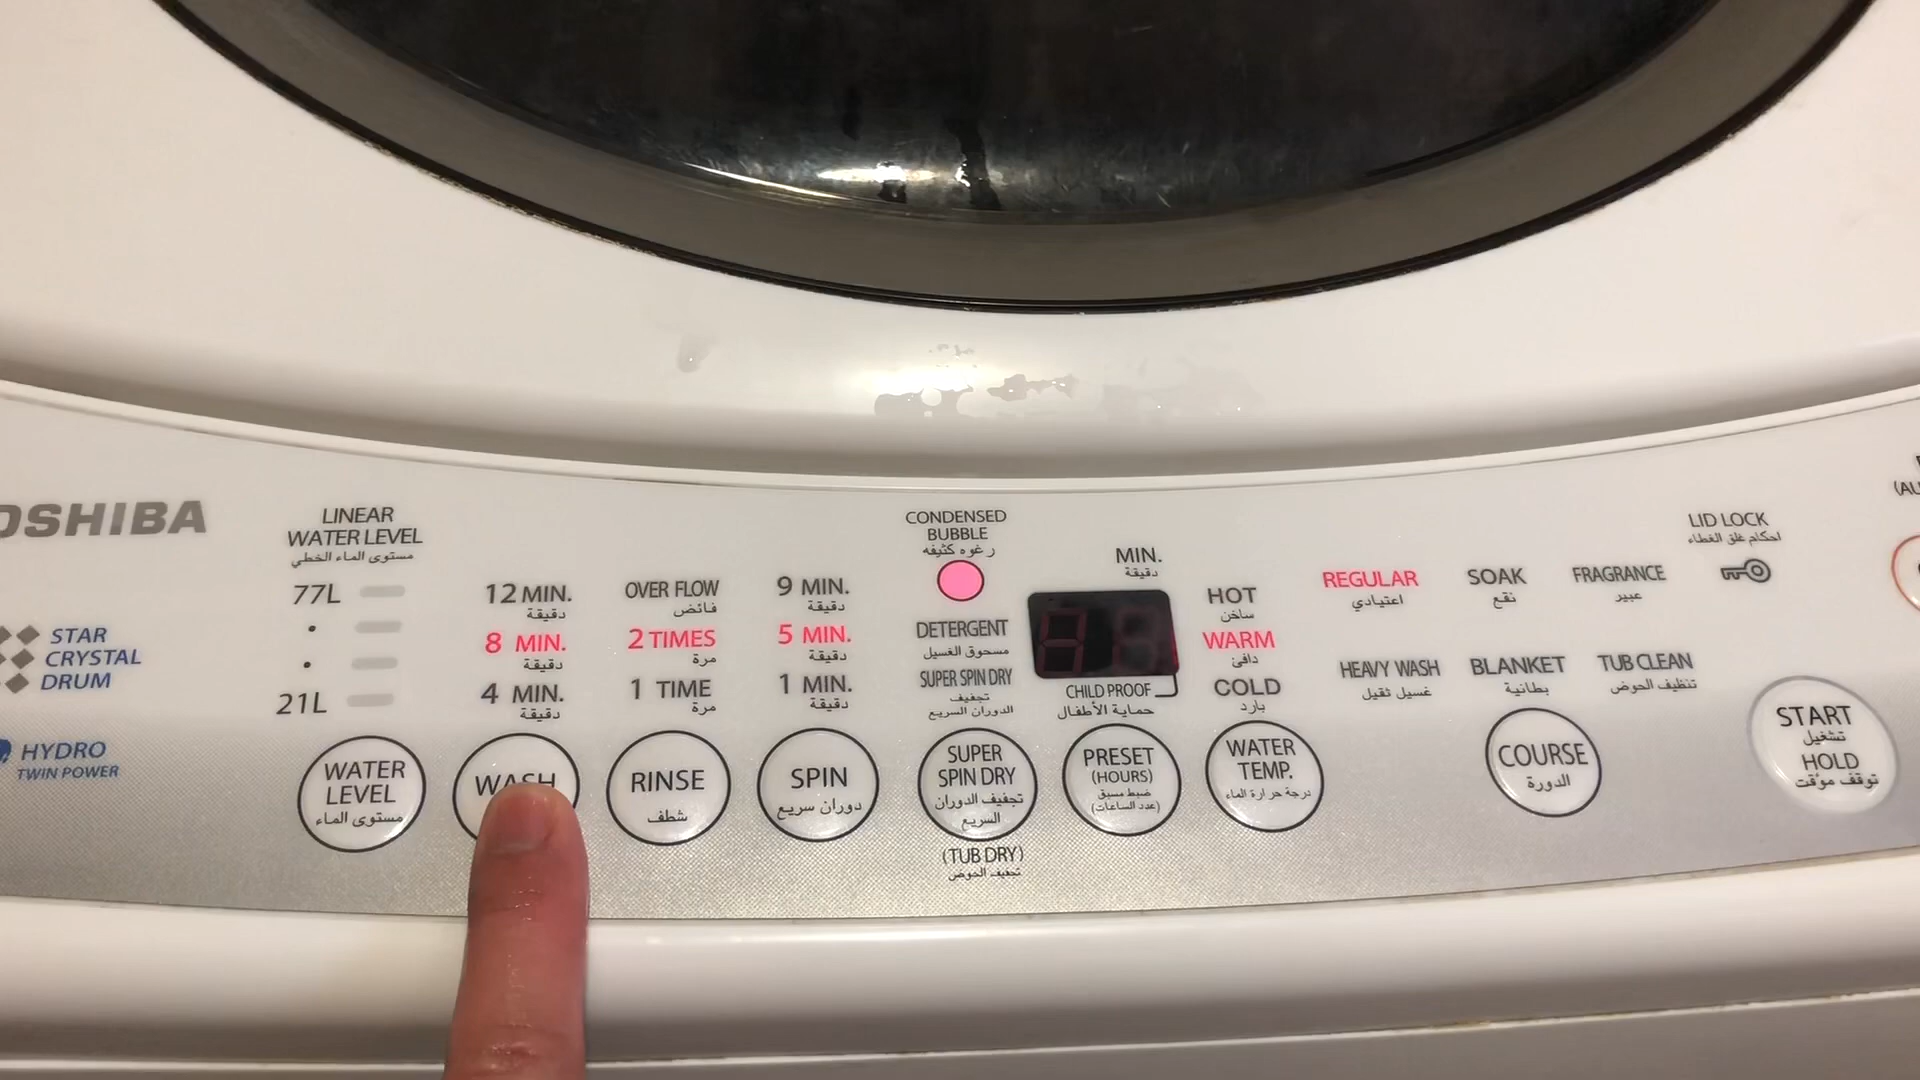 OSHIBA
STAR
CRYSTAL
DRUM
HYDRO
TWIN POWER
LINEAR
WATER LEVEL
مستوى الماء الخطي
77L
21L
WATER
LEVEL
مستوى الماء
12 MIN.
دقيقة
8 MIN.
دقيقة
4 MIN.
دقيقة
WASH
OVER FLOW
فائض
2 TIMES
مرة
1 TIME
مرة
RINSE
شطف
9 MIN.
دقيقة
5 MIN.
دقيقة
1 MIN.
دقيقة
SPIN
دوران سريع
CONDENSED
BUBBLE
رغوه كثيفه
DETERGENT
مسحوق الغسيل
SUPER SPIN DRY
تجفيف
الدوران السريع
SUPER
SPIN DRY
تجفيف الدوران
السريع
(TUB DRY)
تجفيف الحوض
MIN.
دقيقة
CHILD PROOF
حماية الأطفال
PRESET
(HOURS)
ضبط مسبق
(عدد الساعات)
HOT
ساخن
WARM
دافئ
COLD
بارد
WATER
TEMP.
درجة حرارة الماء
REGULAR
اعتيادي
SOAK
نقع
FRAGRANCE
عبير
HEAVY WASH
غسيل ثقيل
BLANKET
بطانية
TUB CLEAN
تنظيف الحوض
COURSE
الدورة
LID LOCK
احكام غلق الغطاء
START
تشغيل
HOLD
توقف موقت
(AU